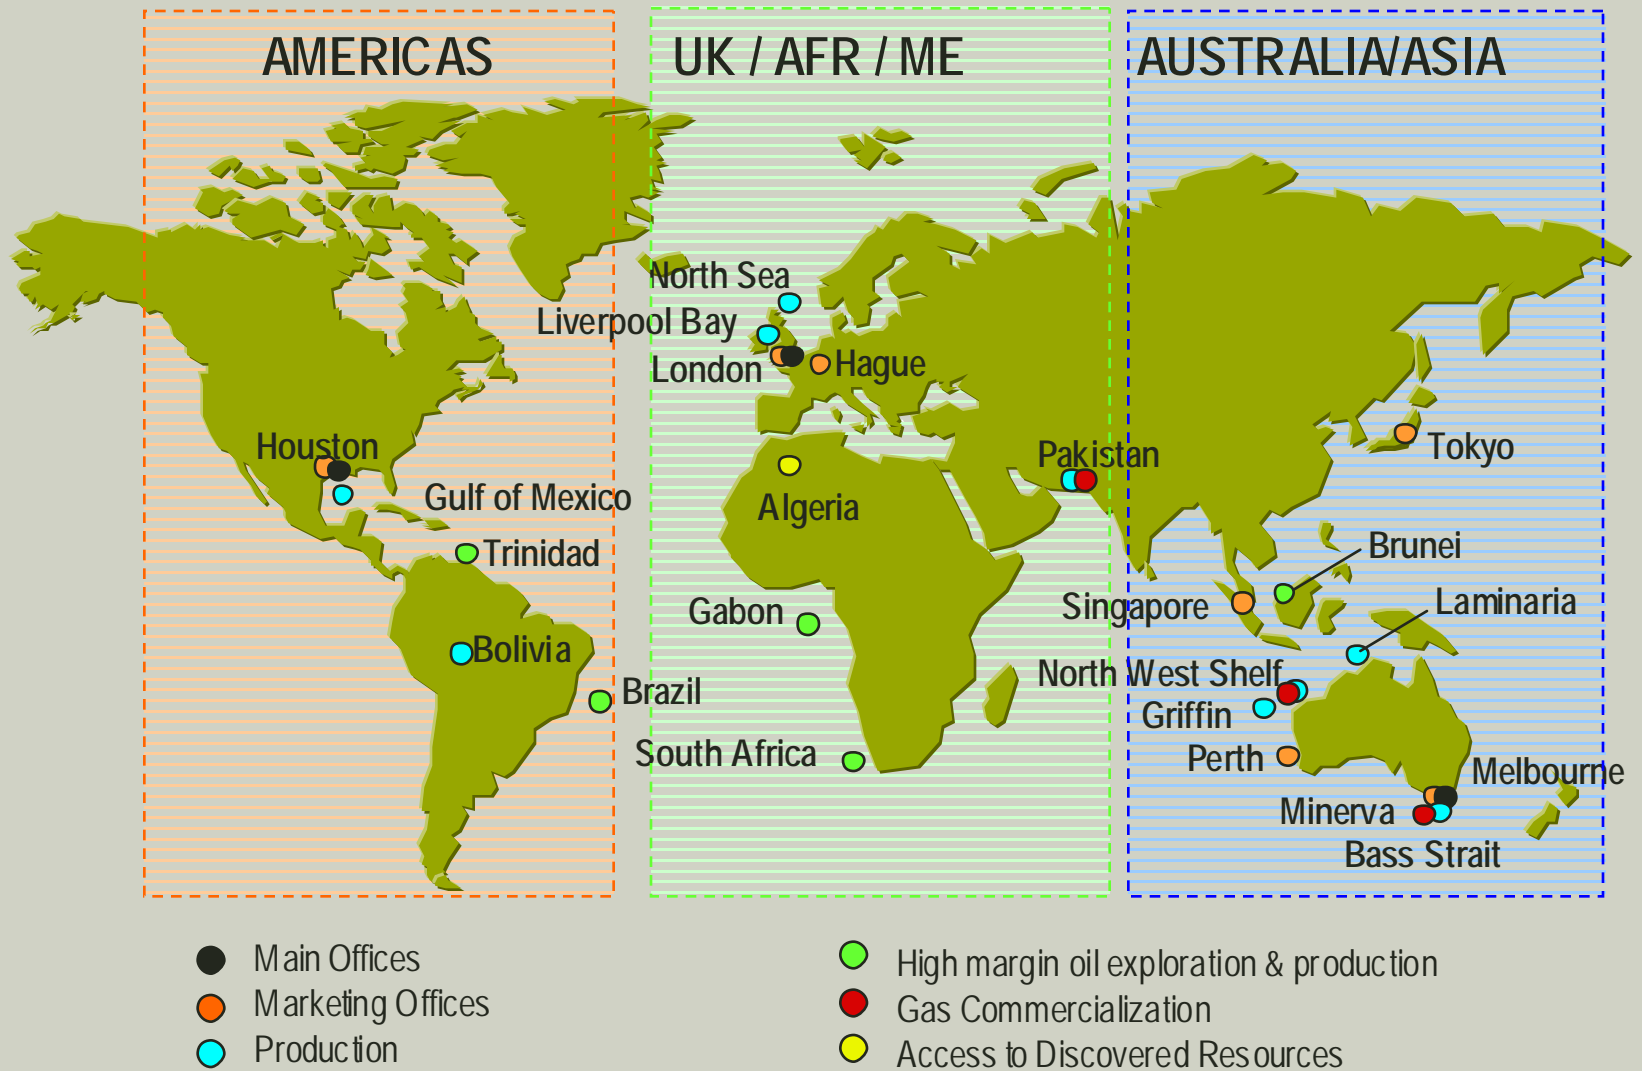 AMERICAS
UK / AFR / ME
AUSTRALIA/ASIA
North Sea
Liverpool Bay
London
Hague
Houston
Gulf of Mexico
Trinidad
Bolivia
Brazil
Algeria
Gabon
South Africa
Pakistan
Tokyo
Brunei
Singapore
Laminaria
North West Shelf
Griffin
Perth
Melbourne
Minerva
Bass Strait
Main Offices
Marketing Offices
Production
High margin oil exploration & production
Gas Commercialization
Access to Discovered Resources